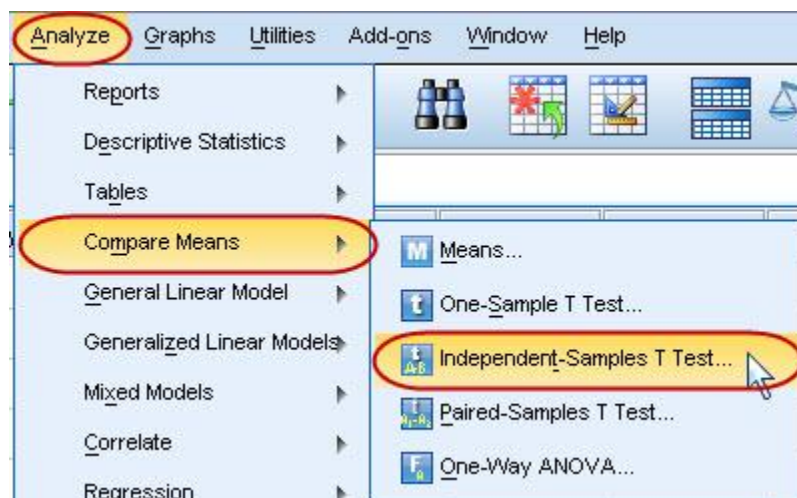 Analyze Graphs Utilities Add-ons Window Help
Reports
Descriptive Statistics
Tables
Compare Means
General Linear Model
Generalized Linear Models
Mixed Models
Correlate
Regression
M Means...
t One-Sample T Test...
t A-B Independent-Samples T Test...
Paired-Samples T Test...
F One-Way ANOVA...